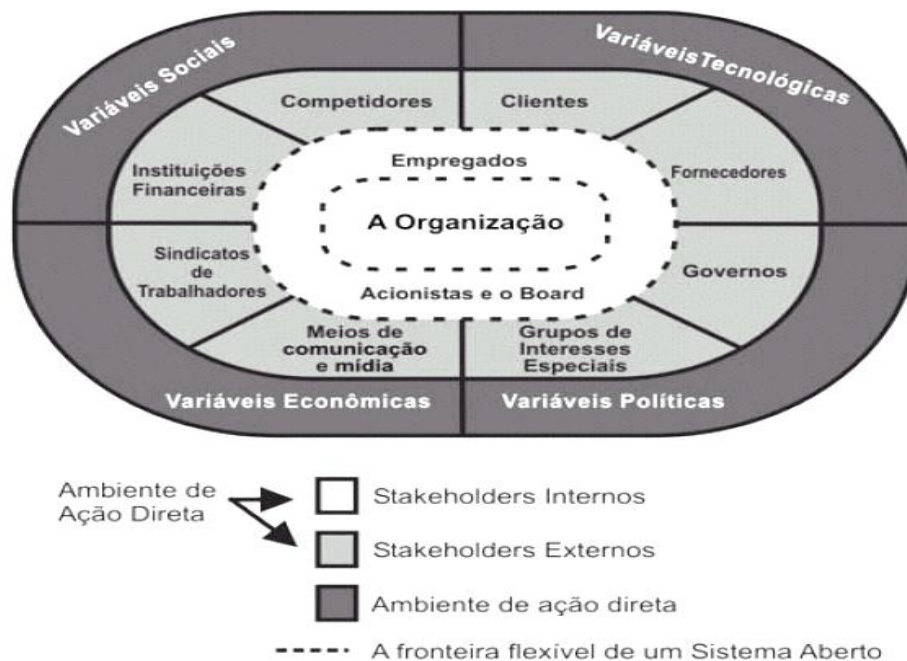 Variáveis Sociais
Variáveis Tecnológicas
Competidores
Clientes
Instituições
Financeiras
Empregados
Fornecedores
A Organização
Sindicatos
de
Trabalhadores
Governos
Acionistas e o Board
Meios de
comunicação
e mídia
Grupos de
Interesses
Especiais
Variáveis Econômicas
Variáveis Políticas
Ambiente de
Ação Direta
Stakeholders Internos
Stakeholders Externos
Ambiente de ação direta
A fronteira flexível de um Sistema Aberto